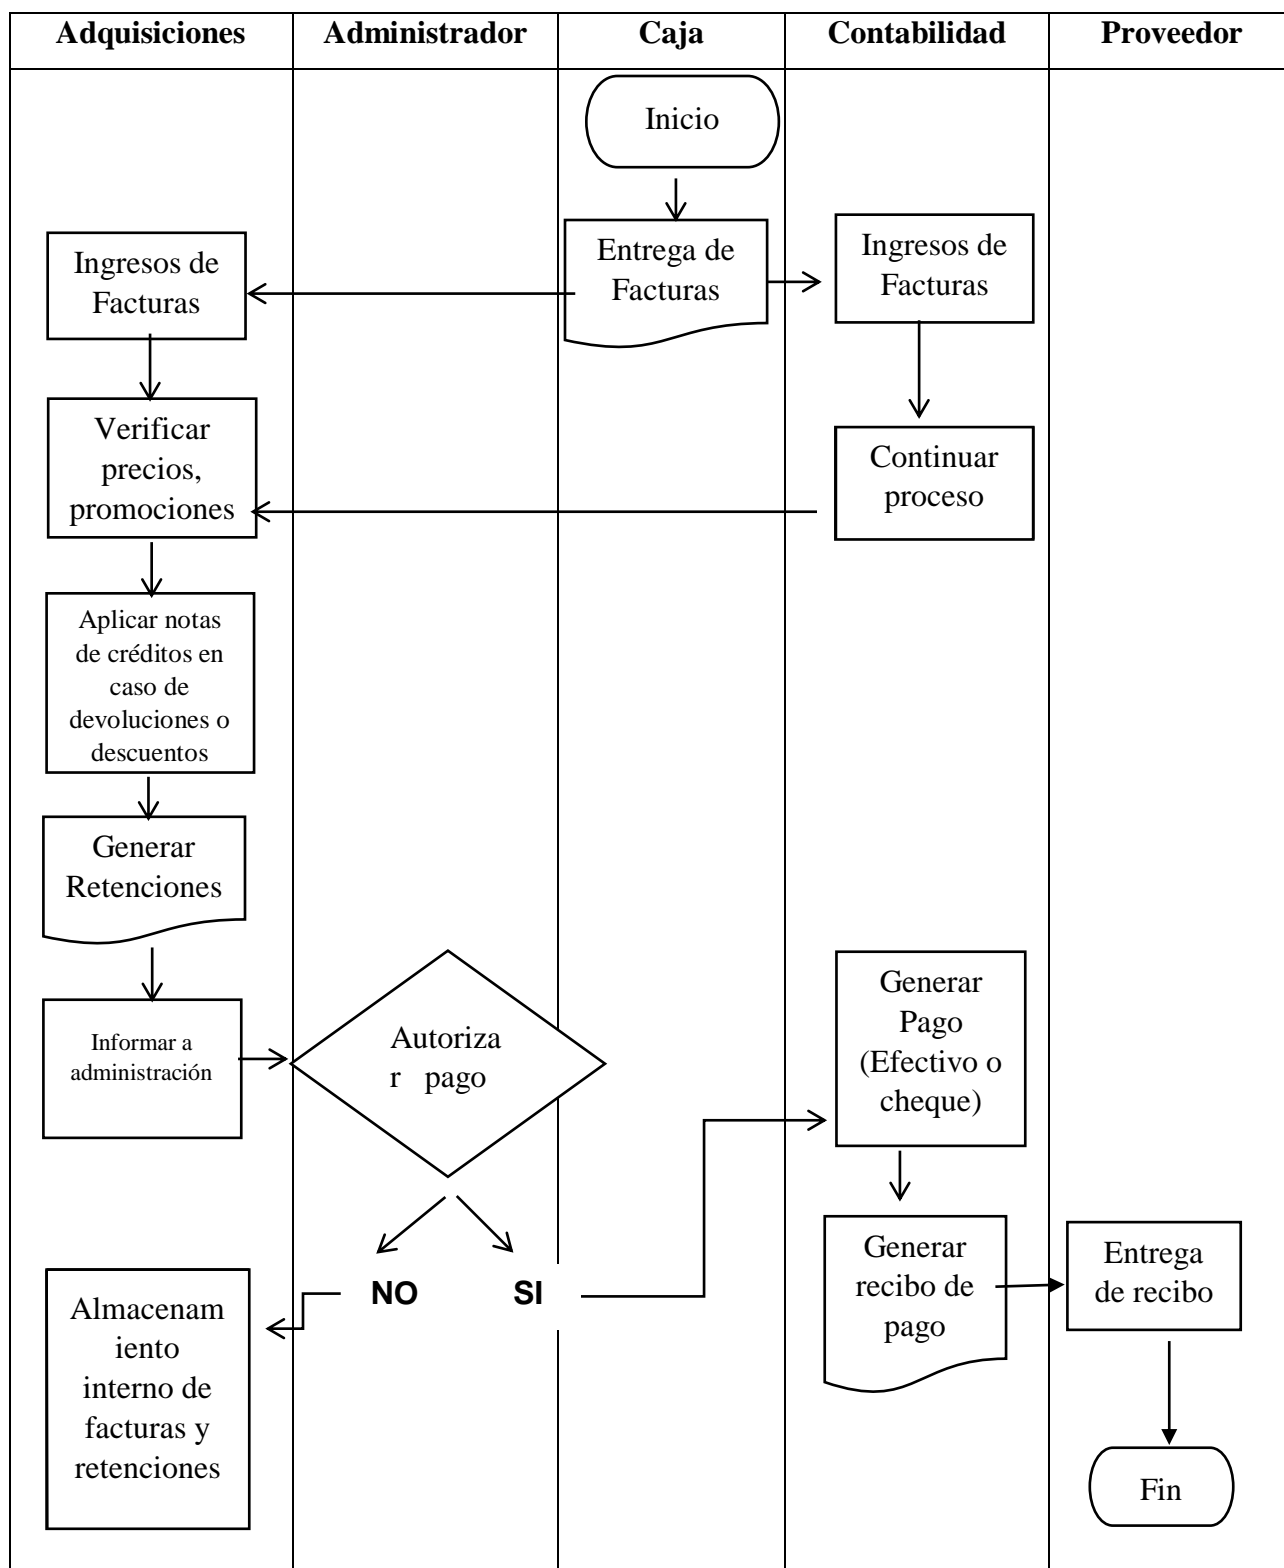 Adquisiciones
Administrador
Caja
Contabilidad
Proveedor
Inicio
Entrega de
Facturas
Ingresos de
Facturas
Ingresos de
Facturas
Verificar
precios,
promociones
Continuar
proceso
Aplicar notas
de créditos en
caso de
devoluciones o
descuentos
Generar
Retenciones
Informar a
administración
Autoriza
r pago
Generar
Pago
(Efectivo o
cheque)
NO
SI
Generar
recibo de
pago
Entrega
de recibo
Almacenam
iento
interno de
facturas y
retenciones
Fin